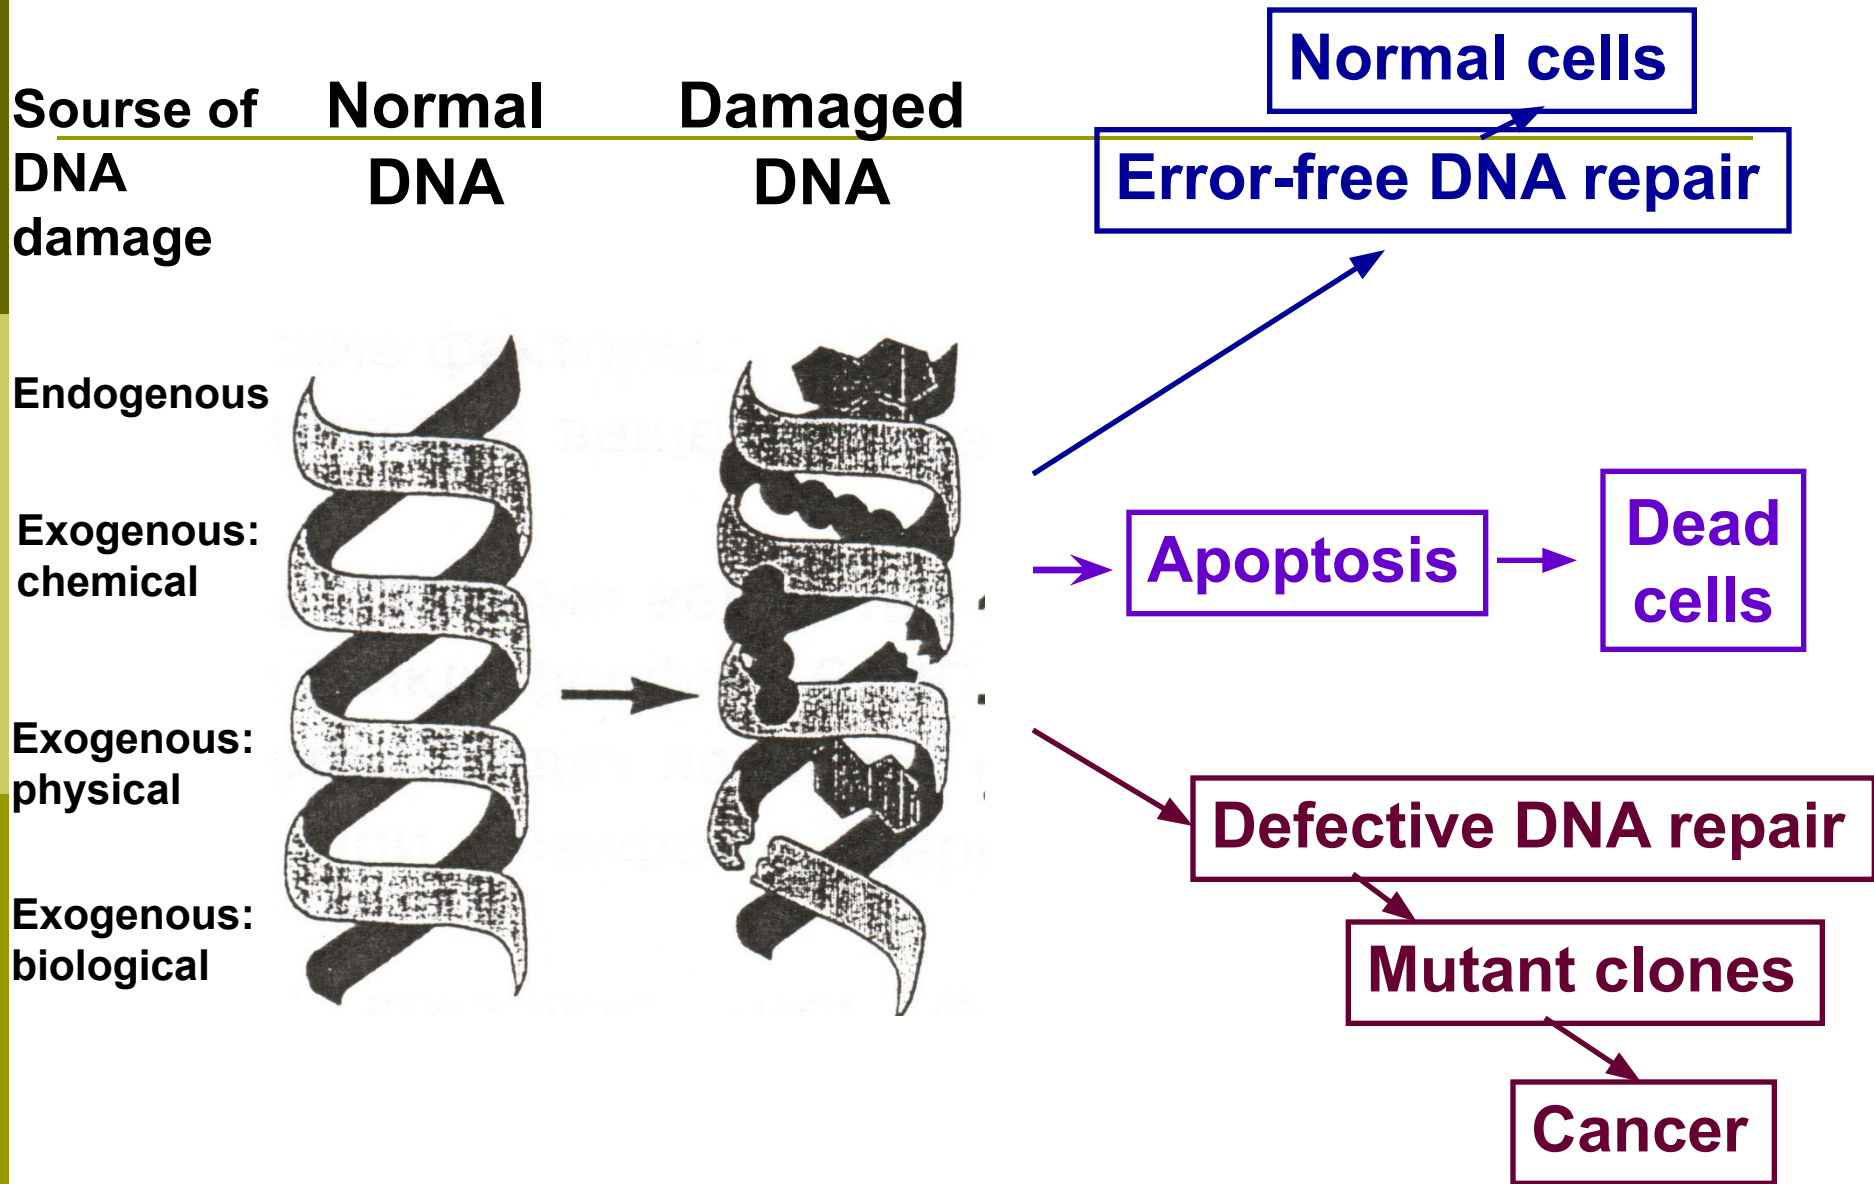 Sourse of
DNA
damage
Normal
DNA
Damaged
DNA
Normal cells
Error-free DNA repair
Endogenous
Exogenous:
chemical
Exogenous:
physical
Exogenous:
biological
Apoptosis
Dead
cells
Defective DNA repair
Mutant clones
Cancer